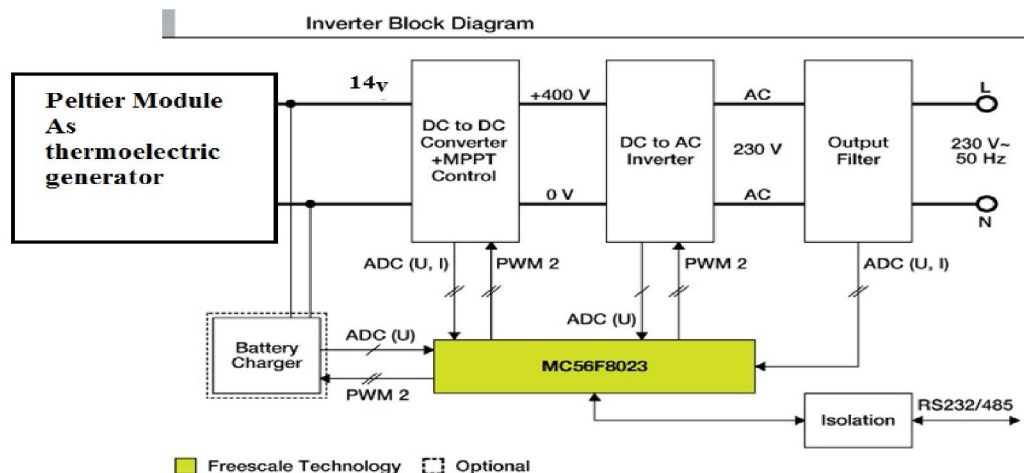 Inverter Block Diagram
Peltier Module
As
thermoelectric
generator
14v
DC to DC
Converter
+MPPT
Control
+400 V
0 V
DC to AC
Inverter
AC
230 V
AC
Output
Filter
L
230 V~
50 Hz
N
ADC (U, I)
PWM 2
ADC (U)
PWM 2
ADC (U, I)
Battery
Charger
ADC (U)
PWM 2
MC56F8023
Isolation
RS232/485
Freescale Technology
Optional